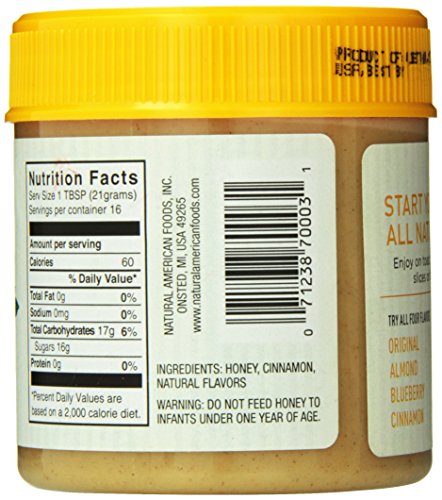 PRODUCT OF
USA, BEST BY
Nutrition Facts
Serv Size 1 TBSP (21grams)
Servings per container 16
Amount per serving
Calories 60
% Daily Value*
Total Fat 0g 0%
Sodium 0mg 0%
Total Carbohydrates 17g 6%
Sugars 16g
Protein 0g 0%
*Percent Daily Values are
based on a 2,000 calorie diet.
NATURAL AMERICAN FOODS, INC.
ONSTED, MI, USA 49265
www.naturalamericanfoods.com
0 71238 70003 1
INGREDIENTS: HONEY, CINNAMON,
NATURAL FLAVORS
WARNING: DO NOT FEED HONEY TO
INFANTS UNDER ONE YEAR OF AGE.
START
ALL NAT
Enjoy on
slices of
TRY ALL FOUR FLAVO
ORIGINAL
ALMOND
BLUEBERRY
CINNAMON